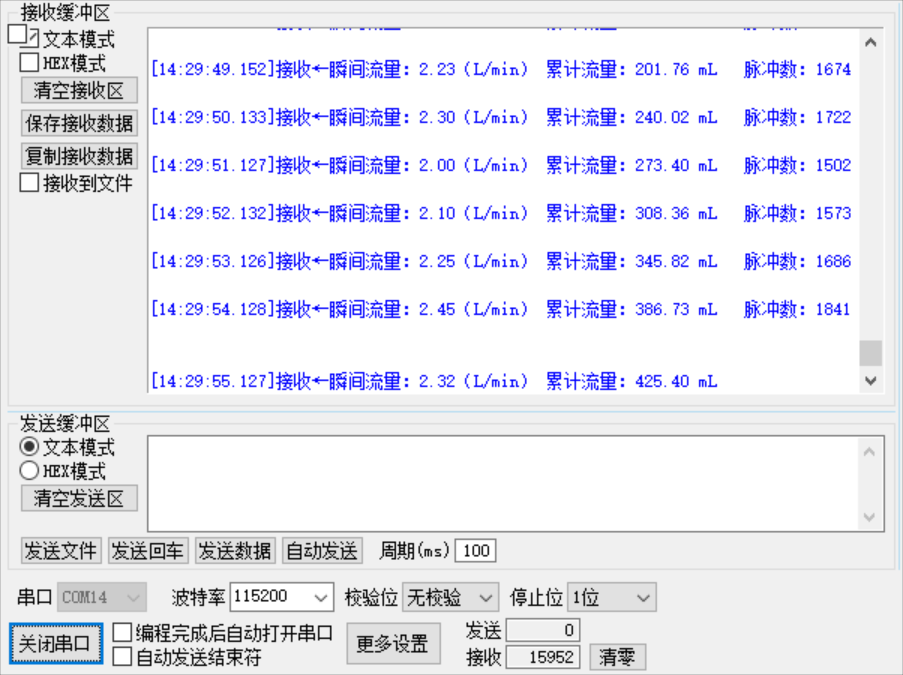 接收缓冲区
文本模式
HEX模式
清空接收区
保存接收数据
复制接收数据
接收到文件
[14:29:49.152]接收←瞬间流量: 2.23 (L/min) 累计流量: 201.76 mL 脉冲数: 1674
[14:29:50.133]接收←瞬间流量: 2.30 (L/min) 累计流量: 240.02 mL 脉冲数: 1722
[14:29:51.127]接收←瞬间流量: 2.00 (L/min) 累计流量: 273.40 mL 脉冲数: 1502
[14:29:52.132]接收←瞬间流量: 2.10 (L/min) 累计流量: 308.36 mL 脉冲数: 1573
[14:29:53.126]接收←瞬间流量: 2.25 (L/min) 累计流量: 345.82 mL 脉冲数: 1686
[14:29:54.128]接收←瞬间流量: 2.45 (L/min) 累计流量: 386.73 mL 脉冲数: 1841
[14:29:55.127]接收←瞬间流量: 2.32 (L/min) 累计流量: 425.40 mL
发送缓冲区
文本模式
HEX模式
清空发送区
发送文件 发送回车 发送数据 自动发送 周期(ms) 100
串口 COM14 波特率 115200 校验位 无校验 停止位 1位
关闭串口 编程完成后自动打开串口 更多设置 发送 0
自动发送结束符 接收 15952 清零